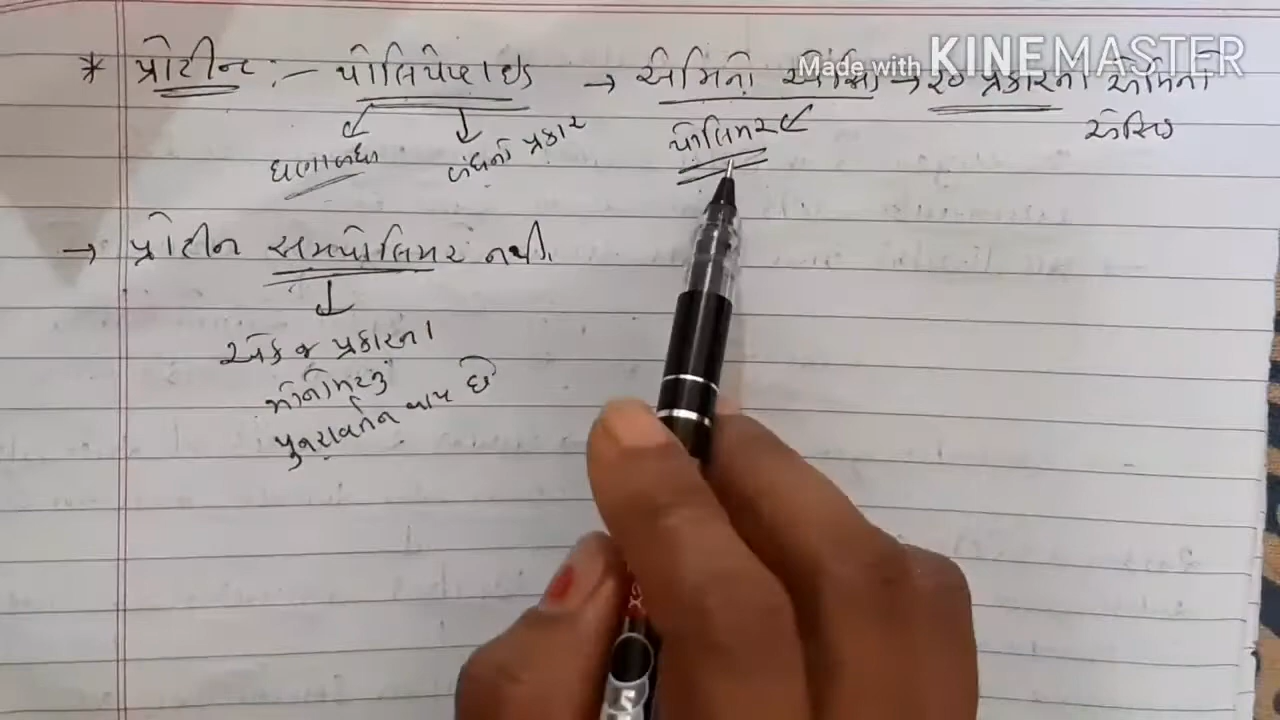 Made with KINEMASTER
* પ્રોટીન :- પોલિપેપ્ટાઇડ → એમિનો એસિડ → ૨૦ પ્રકારના એમિનો
એસિડ
ઘણાબધા બંધનો પ્રકાર પોલિમર
→ પ્રોટીન સમપોલિમર નથી.
એક જ પ્રકારના
મોનોમરનું
પુનરાવર્તન થાય છે